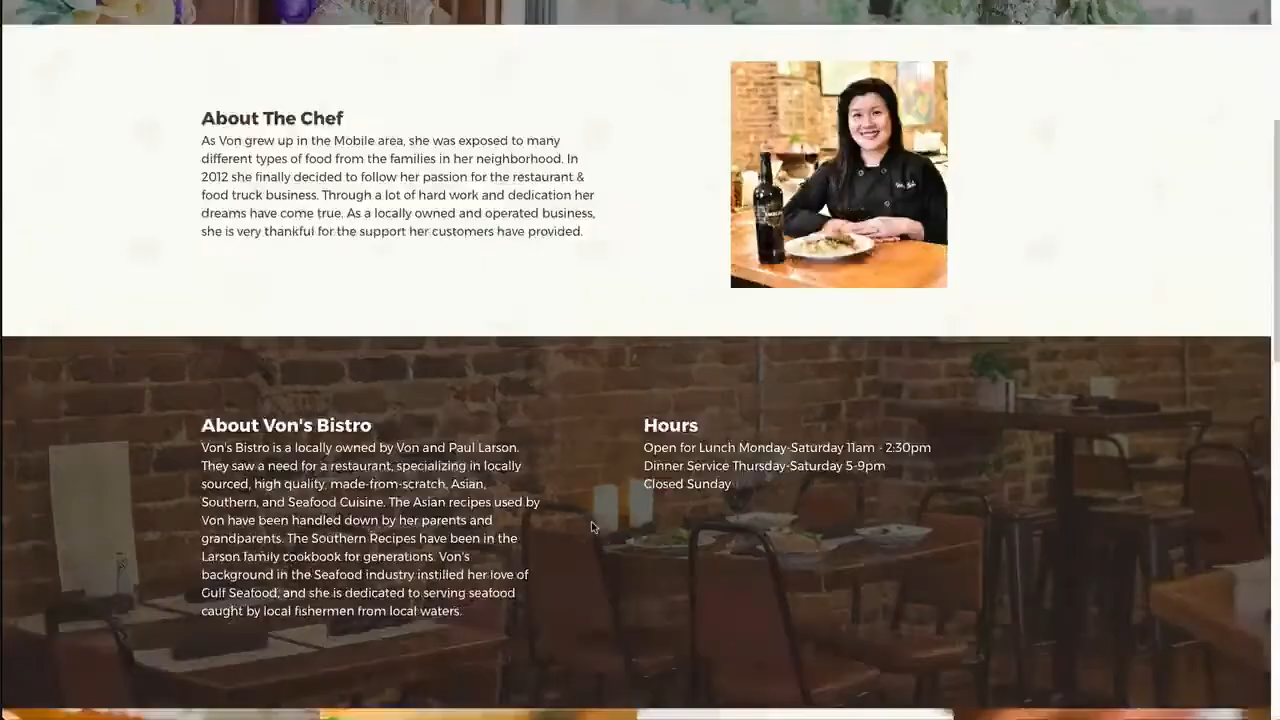 About The Chef
As Von grew up in the Mobile area, she was exposed to many
different types of food from the families in her neighborhood. In
2012 she finally decided to follow her passion for the restaurant &
food truck business. Through a lot of hard work and dedication her
dreams have come true. As a locally owned and operated business,
she is very thankful for the support her customers have provided.
About Von's Bistro
Von's Bistro is a locally owned by Von and Paul Larson.
They saw a need for a restaurant, specializing in locally
sourced, high quality, made-from-scratch, Asian,
Southern, and Seafood Cuisine. The Asian recipes used by
Von have been handled down by her parents and
grandparents. The Southern Recipes have been in the
Larson family cookbook for generations. Von's
background in the Seafood industry instilled her love of
Gulf Seafood, and she is dedicated to serving seafood
caught by local fishermen from local waters.
Hours
Open for Lunch Monday-Saturday 11am - 2:30pm
Dinner Service Thursday-Saturday 5-9pm
Closed Sunday